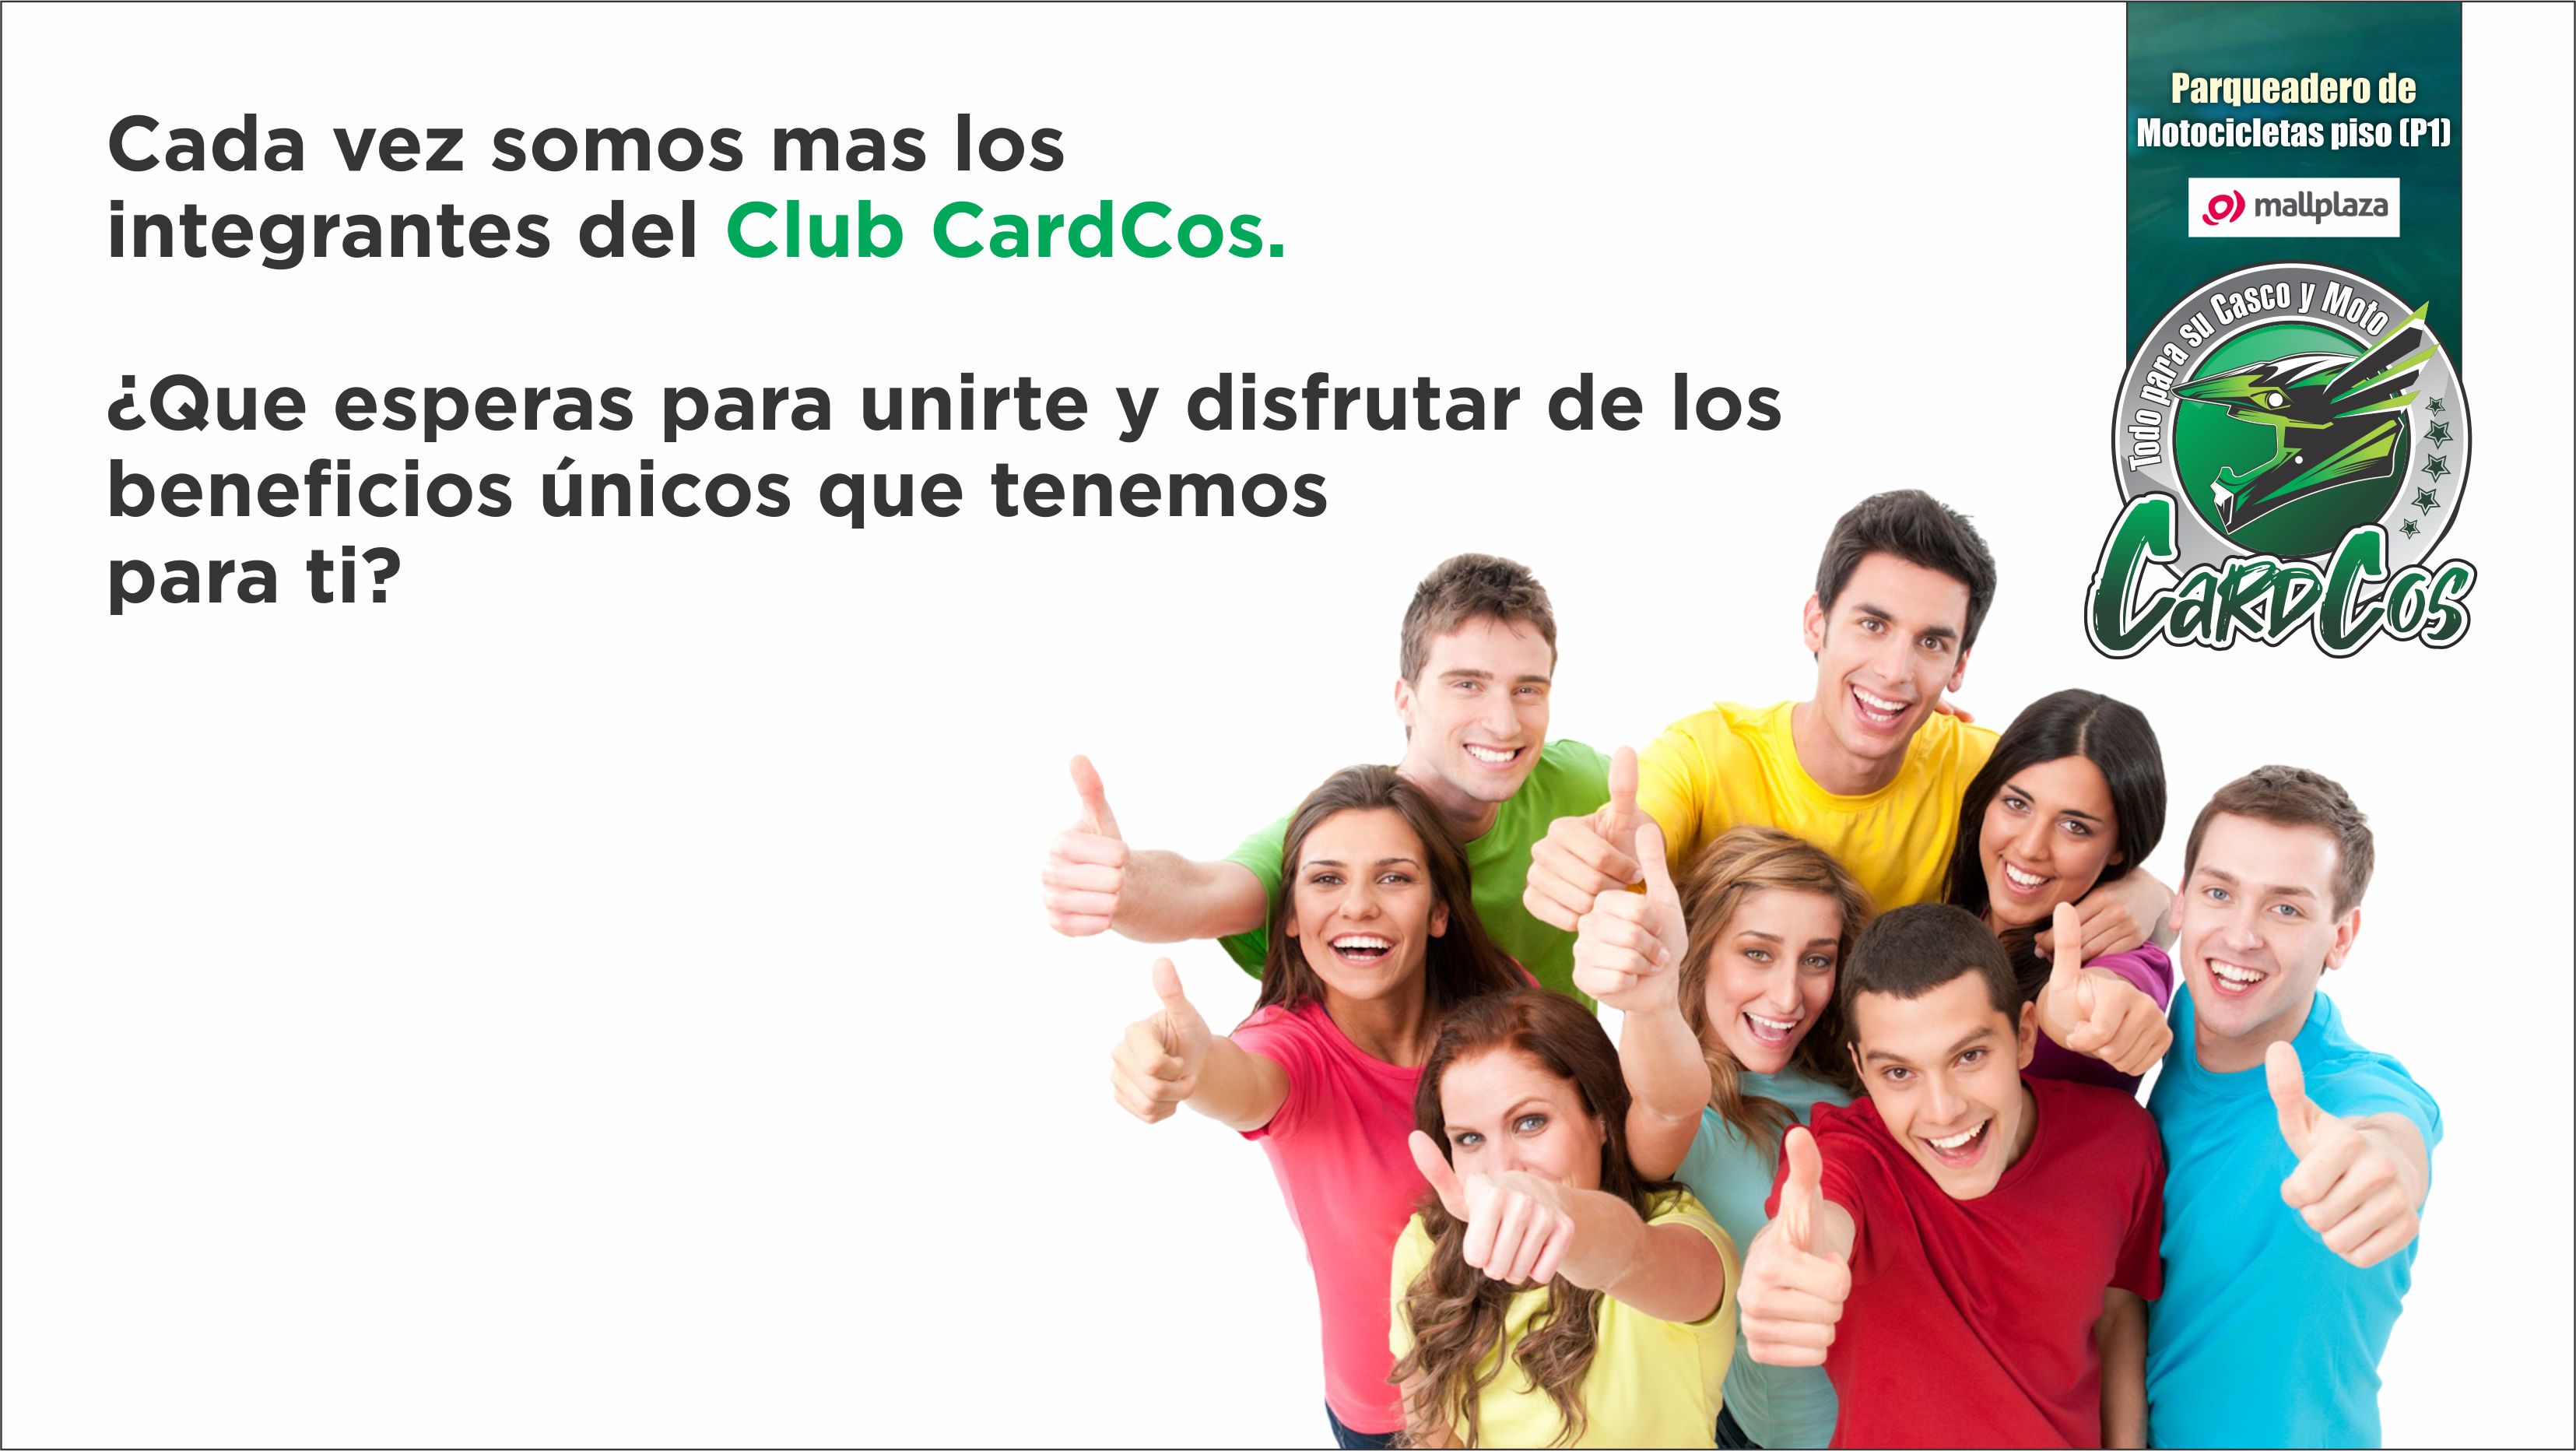 Cada vez somos mas los
integrantes del Club CardCos.
¿Que esperas para unirte y disfrutar de los
beneficios únicos que tenemos
para ti?
Parqueadero de
Motocicletas piso (P1)
mallplaza
Todo para su Casco y Moto
CardCos